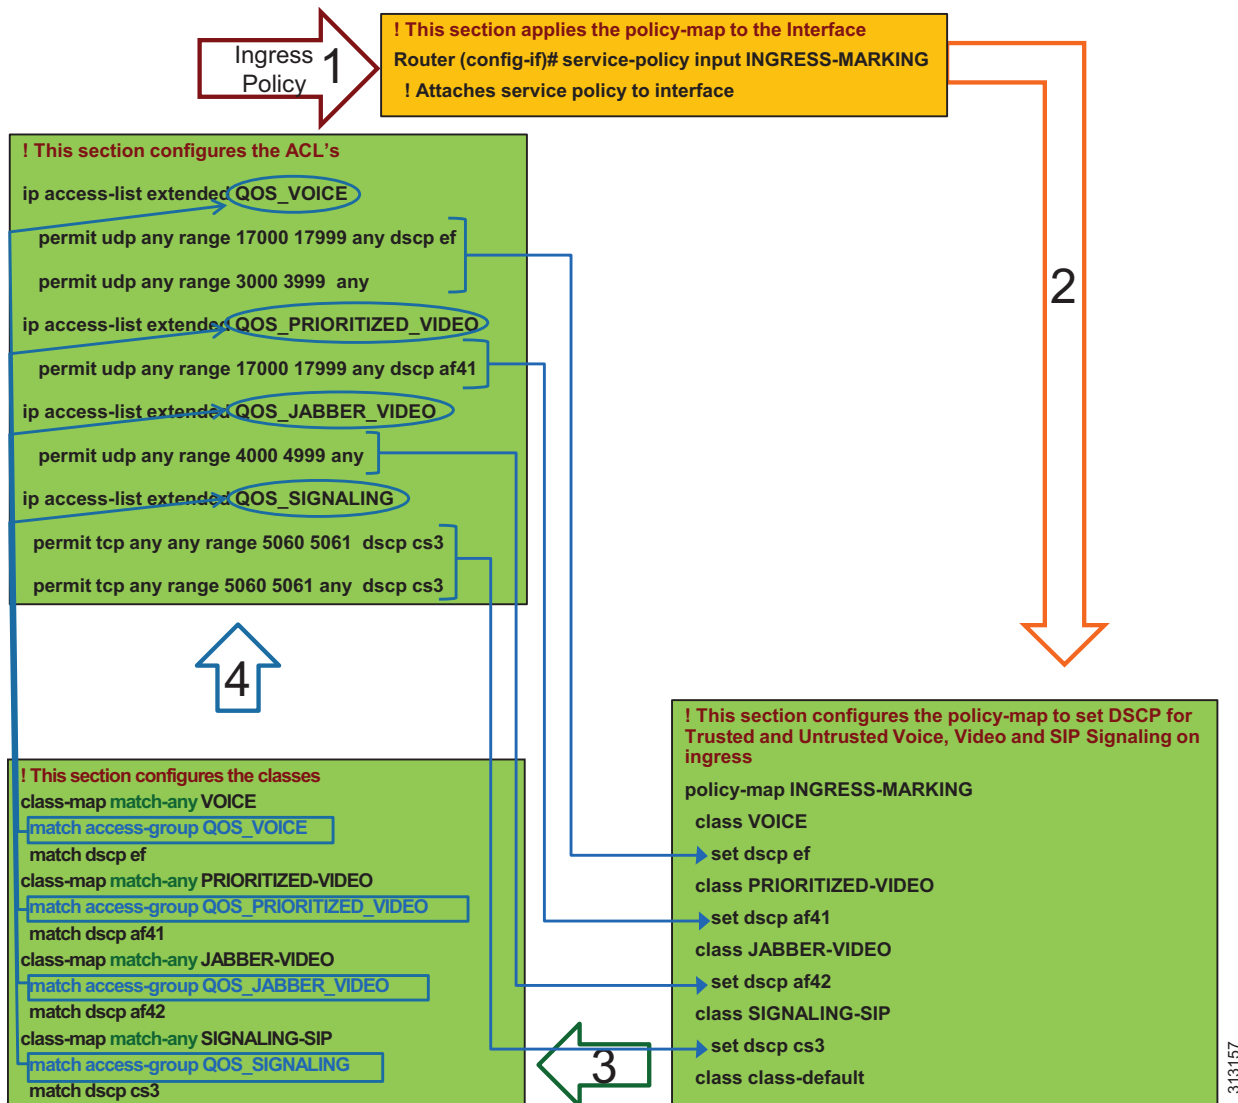 Ingress
Policy
1
! This section applies the policy-map to the Interface
Router (config-if)# service-policy input INGRESS-MARKING
! Attaches service policy to interface
2
! This section configures the ACL's
ip access-list extended QOS_VOICE
permit udp any range 17000 17999 any dscp ef
permit udp any range 3000 3999 any
ip access-list extended QOS_PRIORITIZED_VIDEO
permit udp any range 17000 17999 any dscp af41
ip access-list extended QOS_JABBER_VIDEO
permit udp any range 4000 4999 any
ip access-list extended QOS_SIGNALING
permit tcp any any range 5060 5061 dscp cs3
permit tcp any range 5060 5061 any dscp cs3
4
! This section configures the classes
class-map match-any VOICE
match access-group QOS_VOICE
match dscp ef
class-map match-any PRIORITIZED-VIDEO
match access-group QOS_PRIORITIZED_VIDEO
match dscp af41
class-map match-any JABBER-VIDEO
match access-group QOS_JABBER_VIDEO
match dscp af42
class-map match-any SIGNALING-SIP
match access-group QOS_SIGNALING
match dscp cs3
3
! This section configures the policy-map to set DSCP for
Trusted and Untrusted Voice, Video and SIP Signaling on
ingress
policy-map INGRESS-MARKING
class VOICE
set dscp ef
class PRIORITIZED-VIDEO
set dscp af41
class JABBER-VIDEO
set dscp af42
class SIGNALING-SIP
set dscp cs3
class class-default
313157